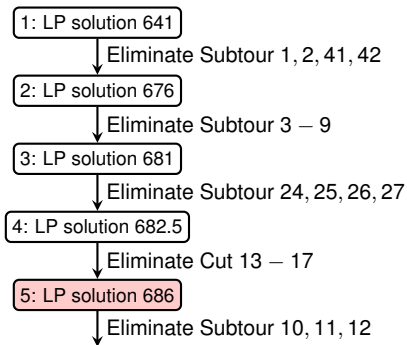 1: LP solution 641
Eliminate Subtour 1, 2, 41, 42
2: LP solution 676
Eliminate Subtour 3 − 9
3: LP solution 681
Eliminate Subtour 24, 25, 26, 27
4: LP solution 682.5
Eliminate Cut 13 − 17
5: LP solution 686
Eliminate Subtour 10, 11, 12